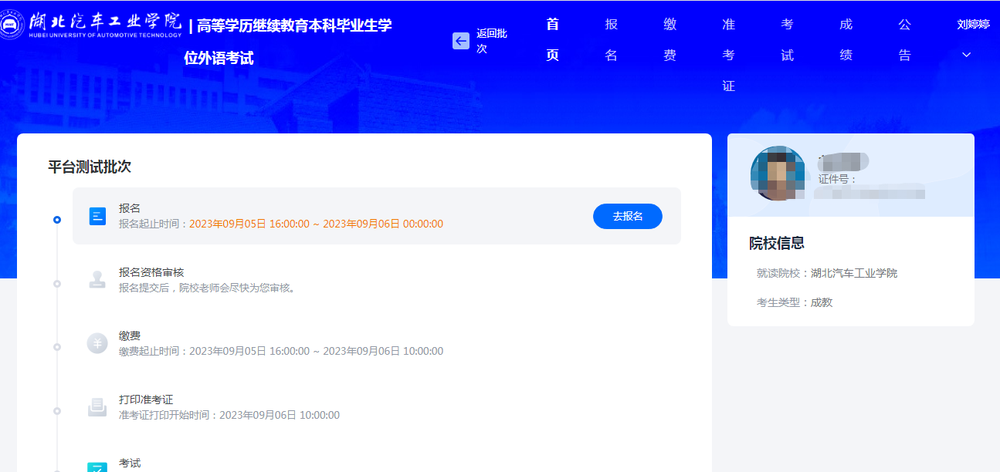 湖北汽车工业学院
HUBEI UNIVERSITY OF AUTOMOTIVE TECHNOLOGY
| 高等学历继续教育本科毕业生学
位外语考试
返回批
次
首页
报名
缴费
准考证
考试
成绩
公告
刘婷婷
平台测试批次
报名
报名起止时间：2023年09月05日 16:00:00 ~ 2023年09月06日 00:00:00
去报名
报名资格审核
报名提交后，院校老师会尽快为您审核。
缴费
缴费起止时间：2023年09月05日 16:00:00 ~ 2023年09月06日 10:00:00
打印准考证
准考证打印开始时间：2023年09月06日 10:00:00
考试
证件号：
院校信息
就读院校：湖北汽车工业学院
考生类型：成教